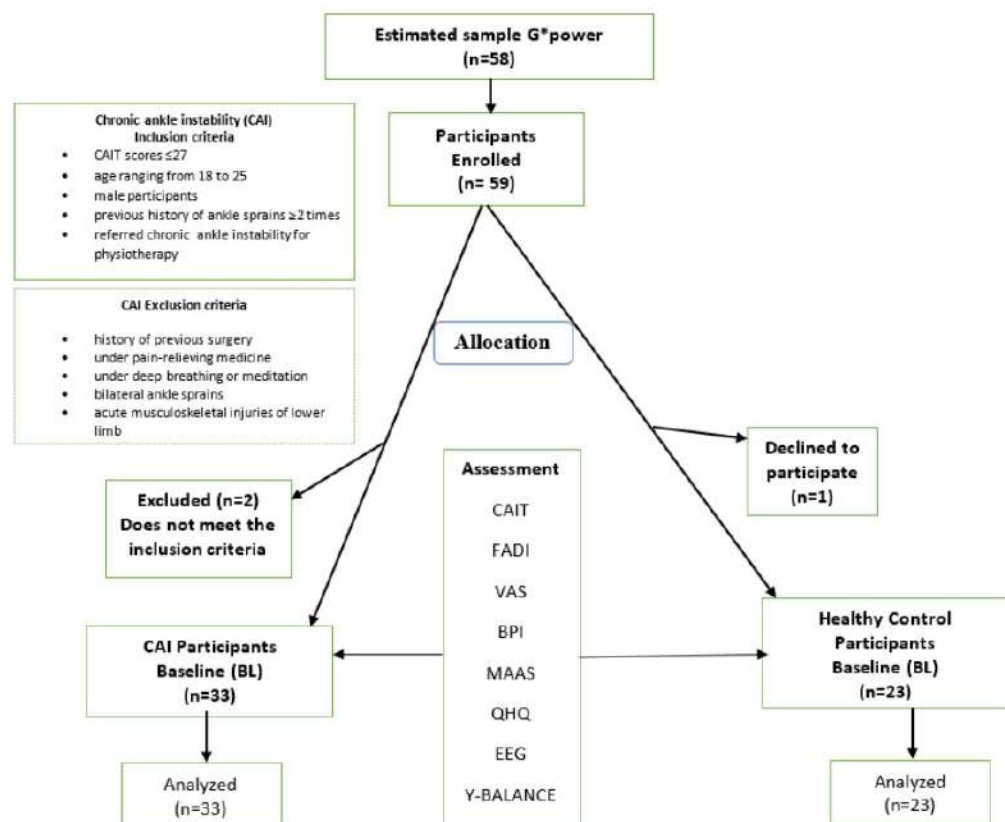 Estimated sample G*power
(n=58)
Chronic ankle instability (CAI)
Inclusion criteria
• CAIT scores ≤27
• age ranging from 18 to 25
• male participants
• previous history of ankle sprains ≥2 times
• referred chronic ankle instability for
physiotherapy
Participants
Enrolled
(n= 59)
CAI Exclusion criteria
• history of previous surgery
• under pain-relieving medicine
• under deep breathing or meditation
• bilateral ankle sprains
• acute musculoskeletal injuries of lower
limb
Allocation
Excluded (n=2)
Does not meet the
inclusion criteria
Declined to
participate
(n=1)
Assessment
CAIT
FADI
VAS
BPI
MAAS
QHQ
EEG
Y-BALANCE
CAI Participants
Baseline (BL)
(n=33)
Healthy Control
Participants
Baseline (BL)
(n=23)
Analyzed
(n=33)
Analyzed
(n=23)